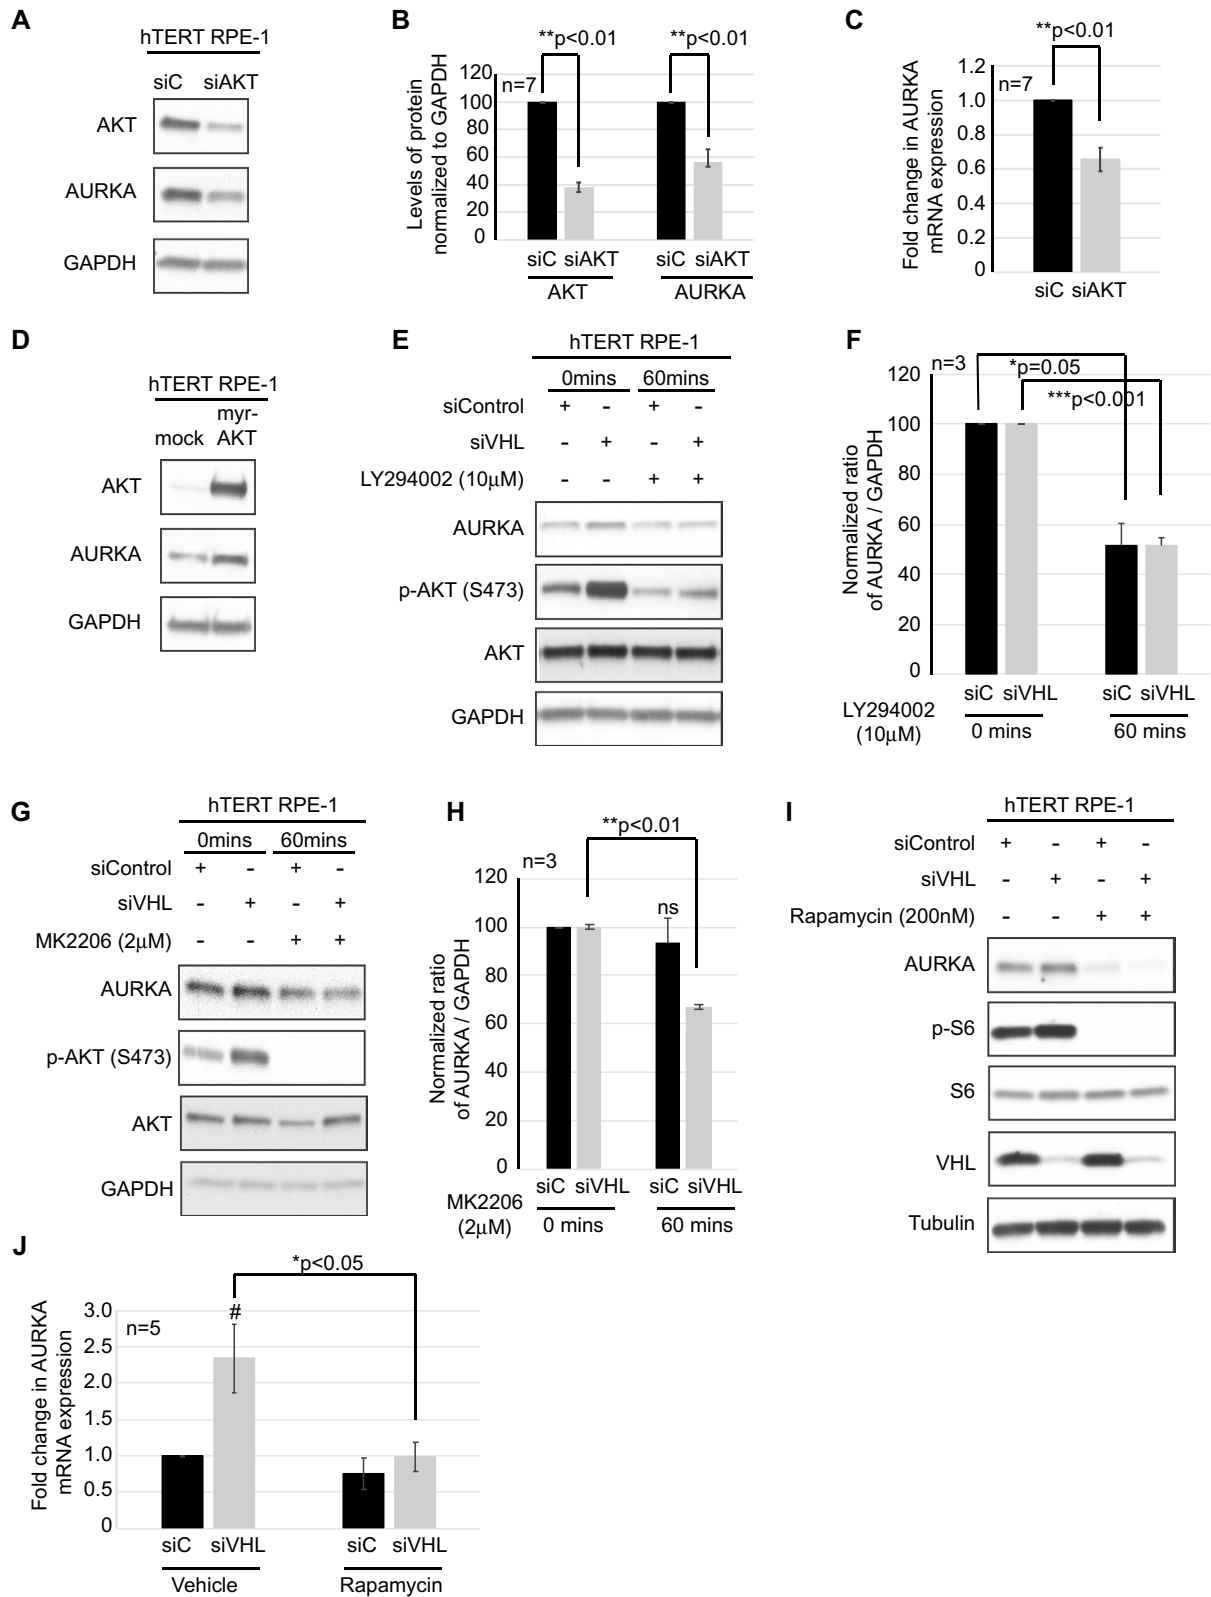 A
hTERT RPE-1
siC siAKT
AKT
AURKA
GAPDH
B
**p<0.01 **p<0.01
Levels of protein
normalized to GAPDH
n=7
120
100
80
60
40
20
0
siC siAKT siC siAKT
AKT AURKA
C
**p<0.01
Fold change in AURKA
mRNA expression
n=7
1.2
1.0
0.8
0.6
0.4
0.2
0
siC siAKT
D
hTERT RPE-1
myr-
mock AKT
AKT
AURKA
GAPDH
E
hTERT RPE-1
0mins 60mins
siControl + - + -
siVHL - + - +
LY294002 (10μM) - - + +
AURKA
p-AKT (S473)
AKT
GAPDH
F
n=3
*p=0.05
***p<0.001
Normalized ratio
of AURKA / GAPDH
120
100
80
60
40
20
0
siC siVHL siC siVHL
LY294002
(10μM) 0 mins 60 mins
G
hTERT RPE-1
0mins 60mins
siControl + - + -
siVHL - + - +
MK2206 (2μM) - - + +
AURKA
p-AKT (S473)
AKT
GAPDH
H
**p<0.01
n=3
ns
Normalized ratio
of AURKA / GAPDH
120
100
80
60
40
20
0
siC siVHL siC siVHL
MK2206
(2μM) 0 mins 60 mins
I
hTERT RPE-1
siControl + - + -
siVHL - + - +
Rapamycin (200nM) - - + +
AURKA
p-S6
S6
VHL
Tubulin
J
*p<0.05
#
n=5
Fold change in AURKA
mRNA expression
3.0
2.5
2.0
1.5
1.0
0.5
0
siC siVHL siC siVHL
Vehicle Rapamycin